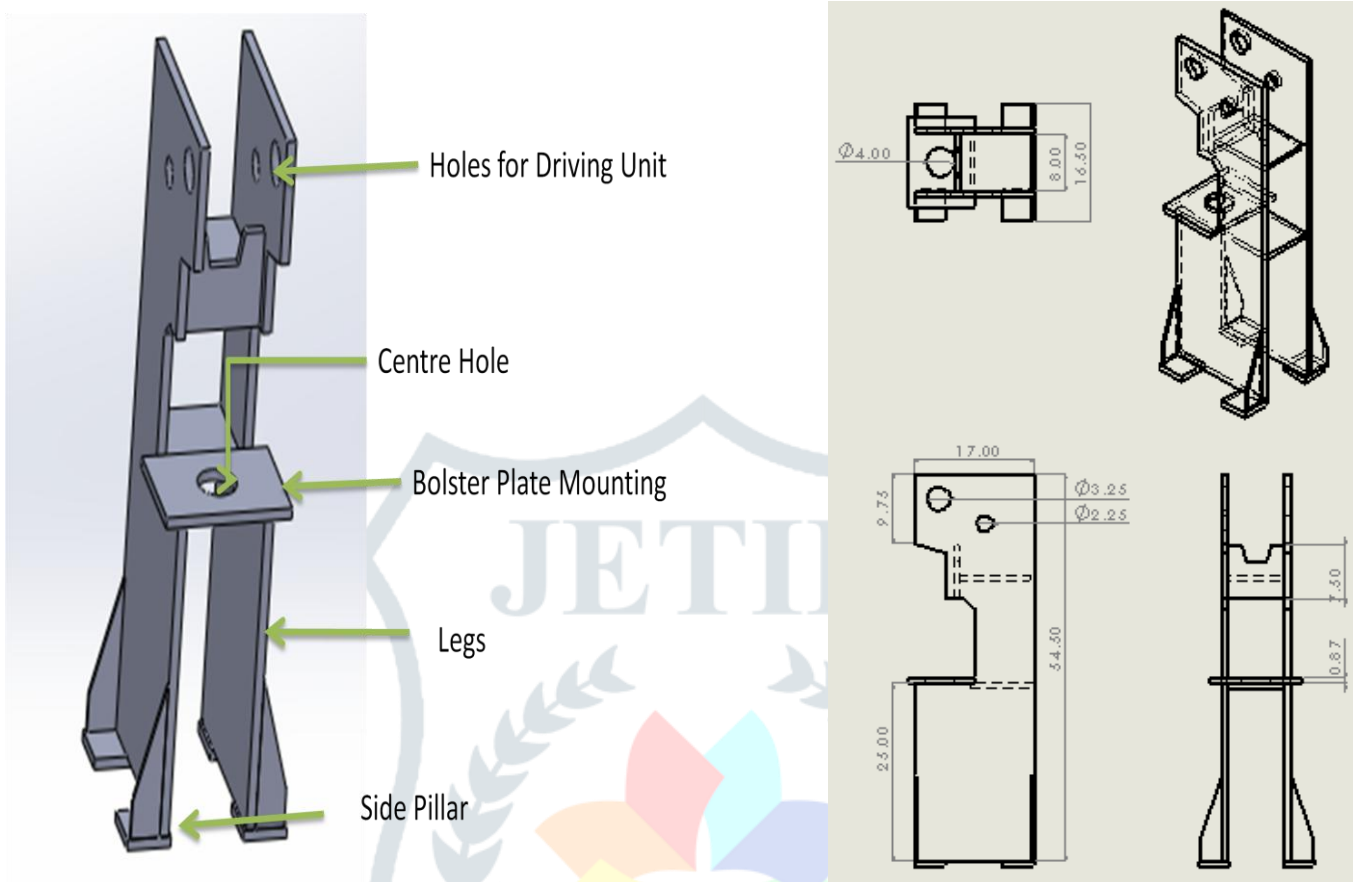 Holes for Driving Unit
Centre Hole
Bolster Plate Mounting
Legs
Side Pillar
JETI
Ø4.00
8.00
16.50
17.00
9.75
Ø3.25
Ø2.25
54.50
25.00
7.50
0.87